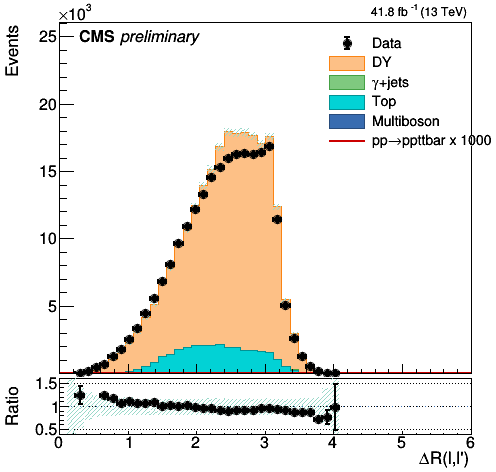 ×10³
41.8 fb⁻¹ (13 TeV)
Events
CMS preliminary
Data
DY
γ+jets
Top
Multiboson
pp→ppttbar x 1000
25
20
15
10
5
Ratio
1.5
1
0.5
0 1 2 3 4 5 6
ΔR(l,l')